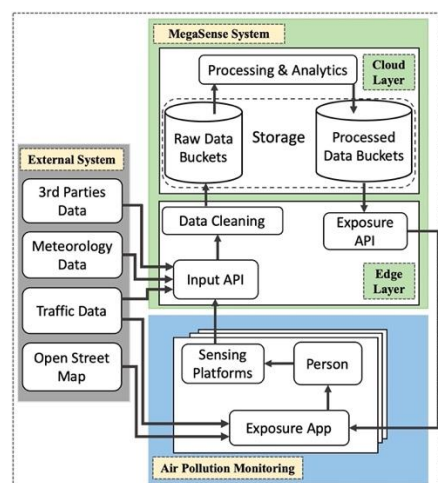 MegaSense System
Cloud
Layer
Processing & Analytics
Raw Data
Buckets
Storage
Processed
Data Buckets
External System
3rd Parties
Data
Meteorology
Data
Traffic Data
Open Street
Map
Data Cleaning
Exposure
API
Input API
Edge
Layer
Sensing
Platforms
Person
Exposure App
Air Pollution Monitoring